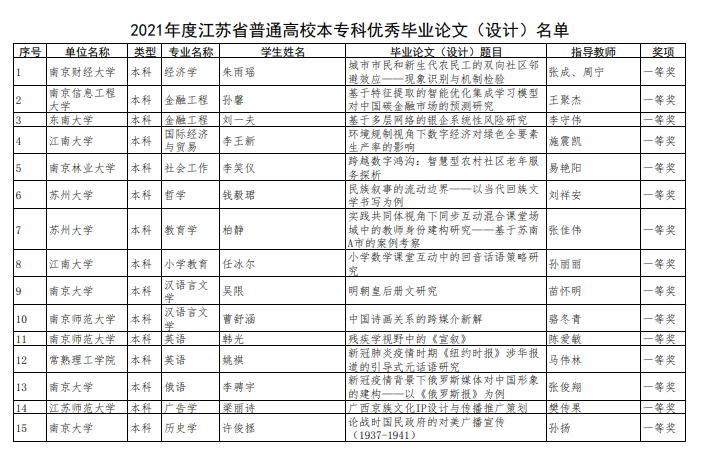 2021年度江苏省普通高校本专科优秀毕业论文（设计）名单
序号 单位名称 类型 专业名称 学生姓名 毕业论文（设计）题目 指导教师 奖项
1 南京财经大学 本科 经济学 朱雨瑶 城市市民和新生代农民工的双向社区邻
避效应——现象识别与机制检验 张成、周宁 一等奖
2 南京信息工程
大学 本科 金融工程 孙馨 基于特征提取的智能优化集成学习模型
对中国碳金融市场的预测研究 王聚杰 一等奖
3 东南大学 本科 金融工程 刘一夫 基于多层网络的银企系统性风险研究 李守伟 一等奖
4 江南大学 本科 国际经济
与贸易 李王新 环境规制视角下数字经济对绿色全要素
生产率的影响 施震凯 一等奖
5 南京林业大学 本科 社会工作 李笑仪 跨越数字鸿沟：智慧型农村社区老年服
务探析 易艳阳 一等奖
6 苏州大学 本科 哲学 钱毅珺 民族叙事的流动边界——以当代回族文
学书写为例 刘祥安 一等奖
7 苏州大学 本科 教育学 柏静 实践共同体视角下同步互动混合课堂场
域中的教师身份建构研究——基于苏南
A市的案例考察 张佳伟 一等奖
8 江南大学 本科 小学教育 任冰尔 小学数学课堂互动中的回音话语策略研
究 孙丽丽 一等奖
9 南京大学 本科 汉语言文
学 吴限 明朝皇后册文研究 苗怀明 一等奖
10 南京师范大学 本科 汉语言文
学 曹舒涵 中国诗画关系的跨媒介新解 骆冬青 一等奖
11 南京师范大学 本科 英语 韩光 残疾学视野中的《宣叙》 陈爱敏 一等奖
12 常熟理工学院 本科 英语 姚祺 新冠肺炎疫情时期《纽约时报》涉华报
道的引导式元话语研究 马伟林 一等奖
13 南京大学 本科 俄语 李骋宇 新冠疫情背景下俄罗斯媒体对中国形象
的建构——以《俄罗斯报》为例 张俊翔 一等奖
14 江苏师范大学 本科 广告学 梁丽诗 广西京族文化IP设计与传播推广策划 樊传果 一等奖
15 南京大学 本科 历史学 许俊拯 论战时国民政府的对美广播宣传
（1937-1941） 孙扬 一等奖